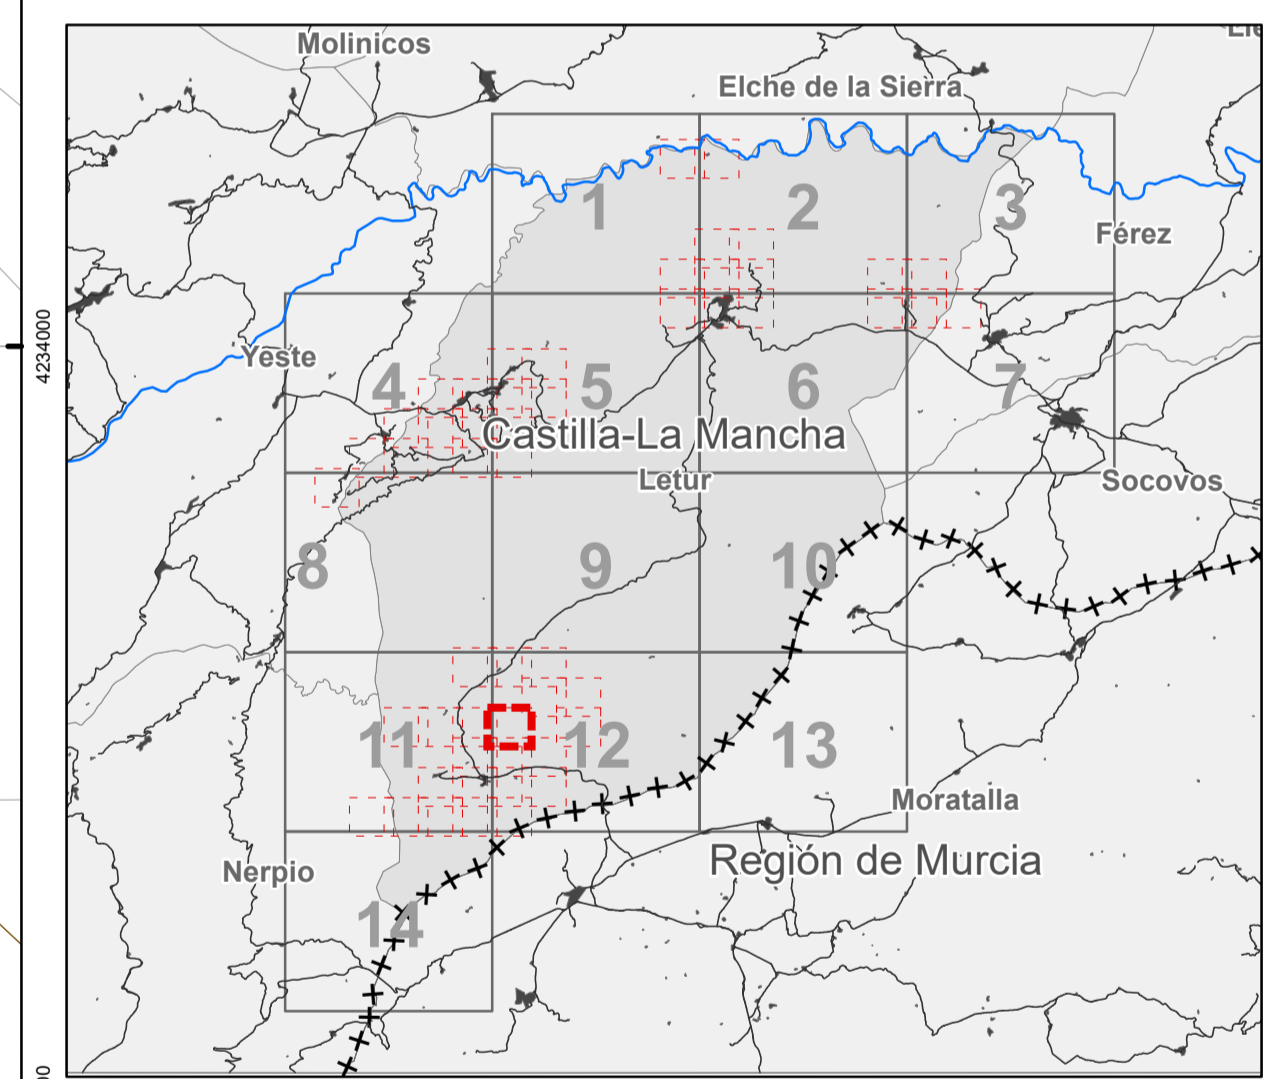 Molinicos
Elche de la Sierra
1
2
3
Férez
4234000
Yeste
4
5
6
7
Castilla-La Mancha
Letur
Socovos
8
9
10
11
12
13
Moratalla
Región de Murcia
Nerpio
14